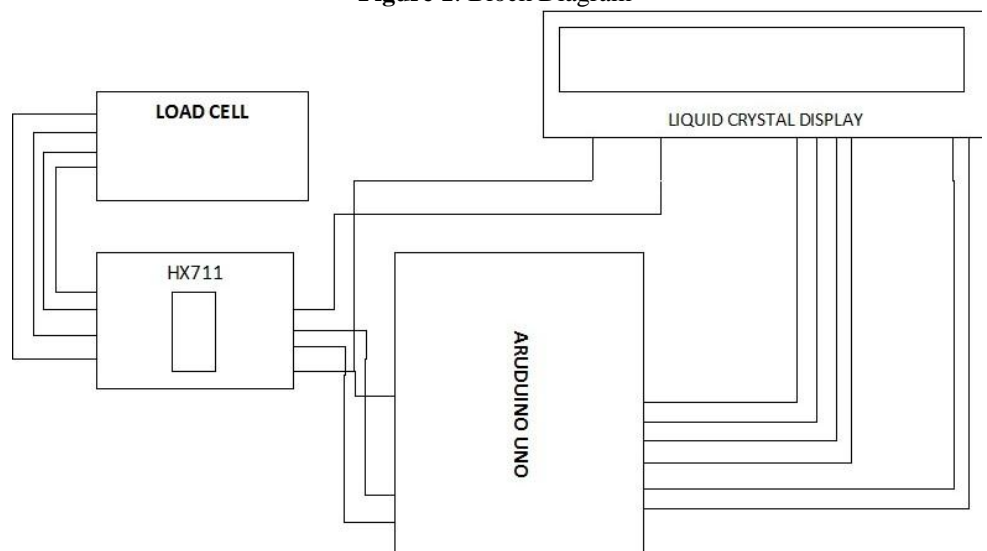 Figure 1: Block Diagram
LOAD CELL
LIQUID CRYSTAL DISPLAY
HX711
ARUDUINO UNO